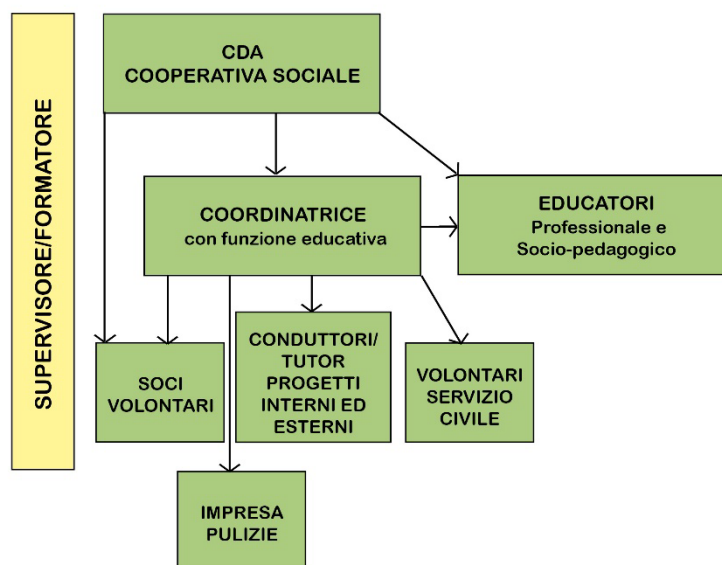 SUPERVISORE/FORMATORE
CDA
COOPERATIVA SOCIALE
COORDINATRICE
con funzione educativa
EDUCATORI
Professionale e
Socio-pedagogico
SOCI
VOLONTARI
CONDUTTORI/
TUTOR
PROGETTI
INTERNI ED
ESTERNI
VOLONTARI
SERVIZIO
CIVILE
IMPRESA
PULIZIE